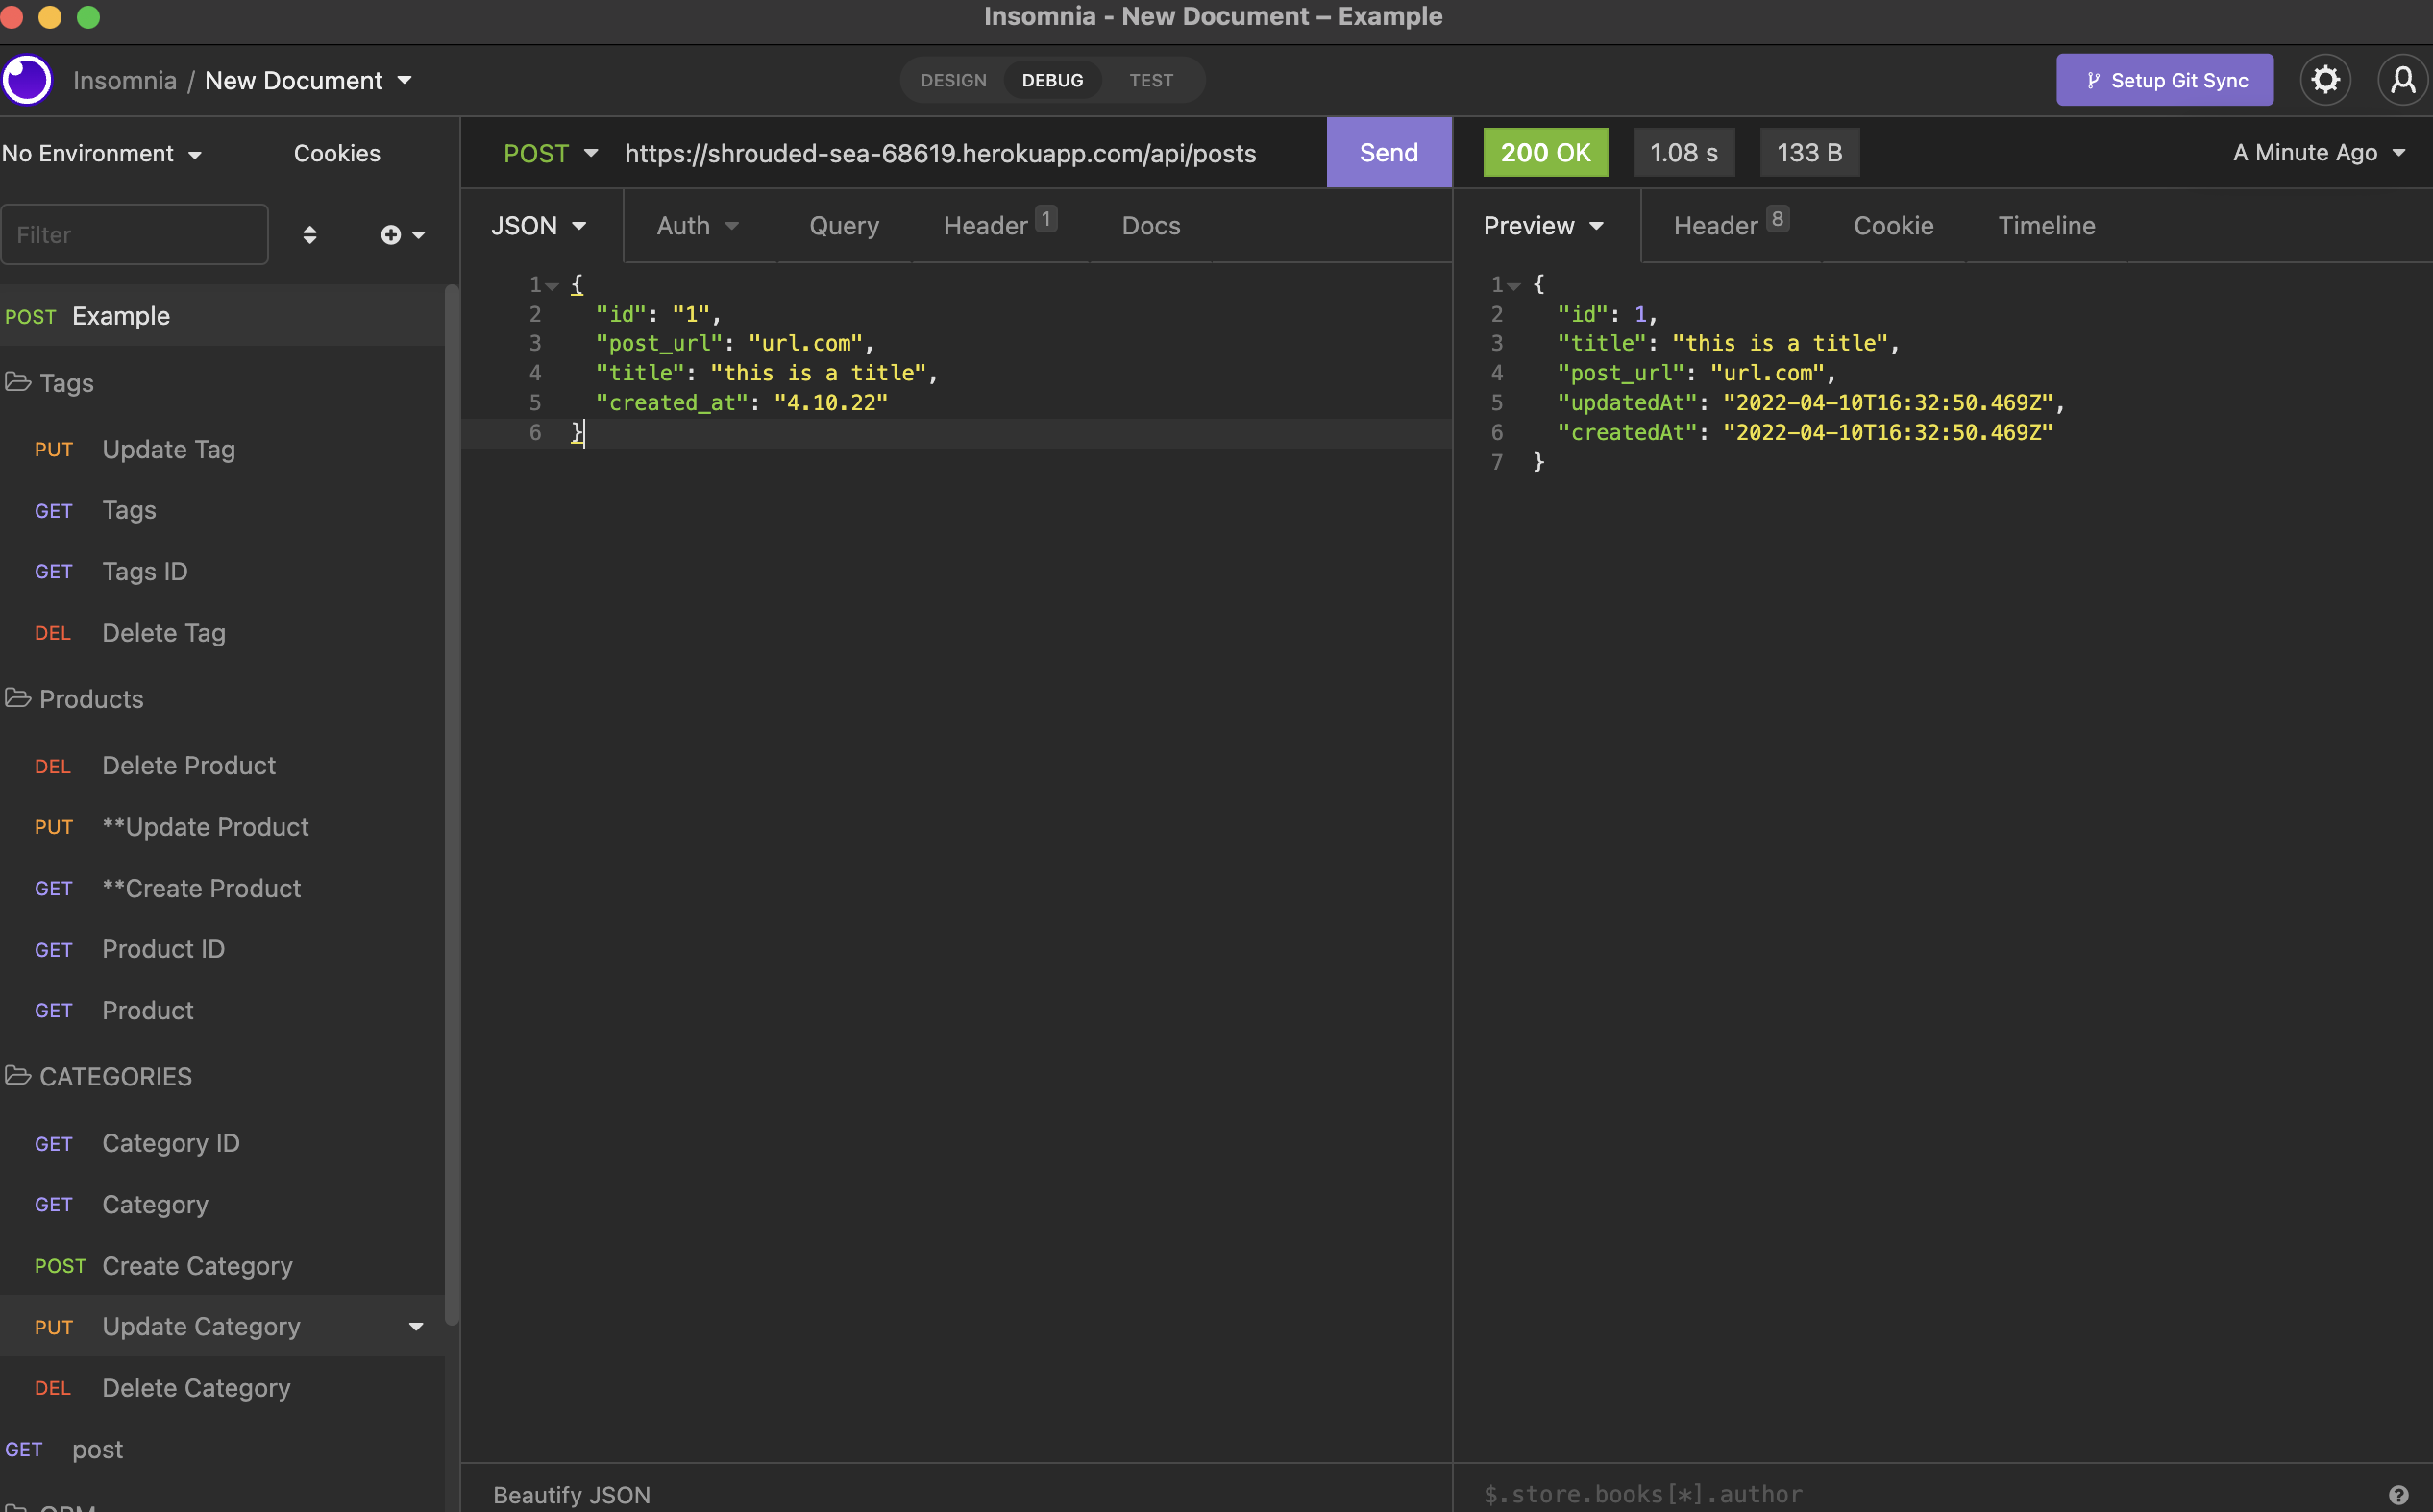 Insomnia - New Document – Example
Insomnia / New Document
DESIGN DEBUG TEST
Setup Git Sync
No Environment Cookies
POST https://shrouded-sea-68619.herokuapp.com/api/posts Send
200 OK 1.08 s 133 B A Minute Ago
Filter
JSON Auth Query Header 1 Docs
Preview Header 8 Cookie Timeline
POST Example
Tags
PUT Update Tag
GET Tags
GET Tags ID
DEL Delete Tag
Products
DEL Delete Product
PUT **Update Product
GET **Create Product
GET Product ID
GET Product
CATEGORIES
GET Category ID
GET Category
POST Create Category
PUT Update Category
DEL Delete Category
GET post
1 {
2 "id": "1",
3 "post_url": "url.com",
4 "title": "this is a title",
5 "created_at": "4.10.22"
6 }
Beautify JSON
1 {
2 "id": 1,
3 "title": "this is a title",
4 "post_url": "url.com",
5 "updatedAt": "2022-04-10T16:32:50.469Z",
6 "createdAt": "2022-04-10T16:32:50.469Z"
7 }
$.store.books[*].author